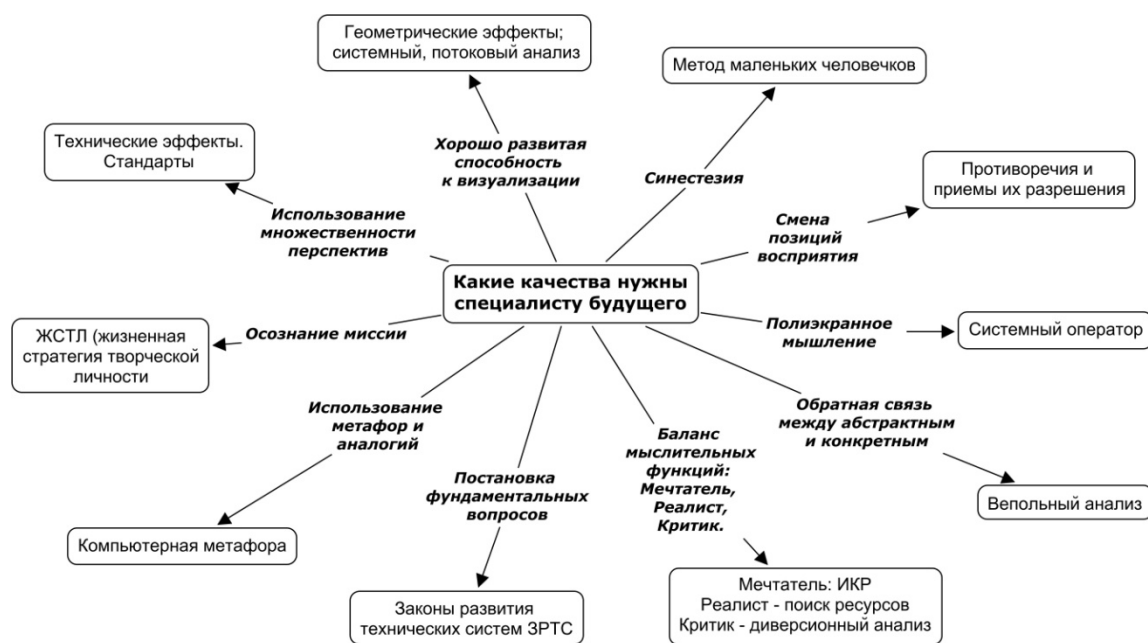 Геометрические эффекты;
системный, потоковый анализ
Метод маленьких человечков
Технические эффекты.
Стандарты
Хорошо развитая
способность
к визуализации
Синестезия
Противоречия и
приемы их разрешения
Использование
множественности
перспектив
Смена
позиций
восприятия
Какие качества нужны
специалисту будущего
ЖСТЛ (жизненная
стратегия творческой
личности
Осознание миссии
Полиэкранное
мышление
Системный оператор
Использование
метафор и
аналогий
Обратная связь
между абстрактным
и конкретным
Баланс
мыслительных
функций:
Мечтатель,
Реалист,
Критик.
Постановка
фундаментальных
вопросов
Вепольный анализ
Компьютерная метафора
Законы развития
технических систем ЗРТС
Мечтатель: ИКР
Реалист - поиск ресурсов
Критик - диверсионный анализ